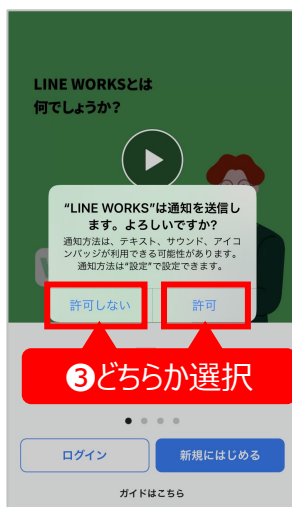 LINE WORKSとは
何でしょうか？
“LINE WORKS”は通知を送信し
ます。よろしいですか?
通知方法は、テキスト、サウンド、アイコ
ンバッジが利用できる可能性があります。
通知方法は“設定”で設定できます。
許可しない
許可
❸どちらか選択
ログイン
新規にはじめる
ガイドはこちら